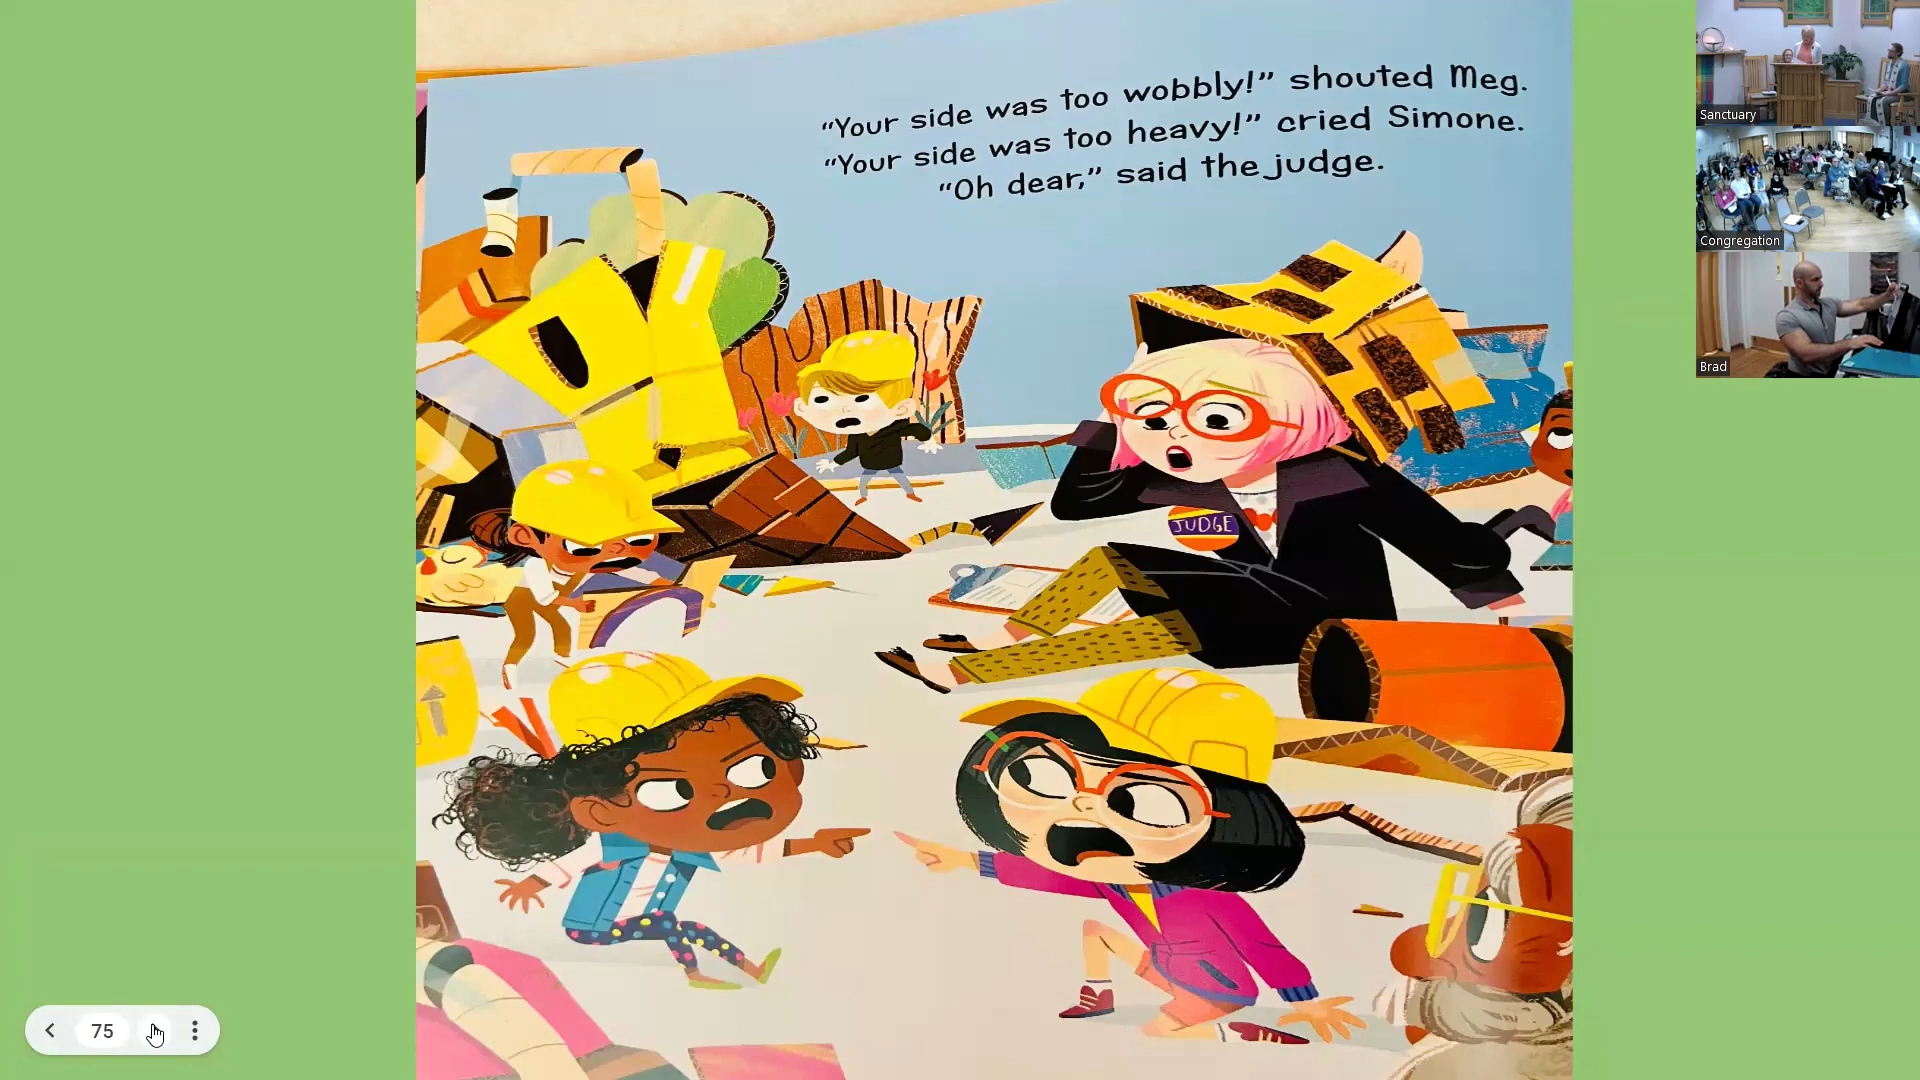 “Your side was too wobbly!” shouted Meg.
“Your side was too heavy!” cried Simone.
“Oh dear,” said the judge.
JUDGE
Sanctuary
Congregation
Brad
75